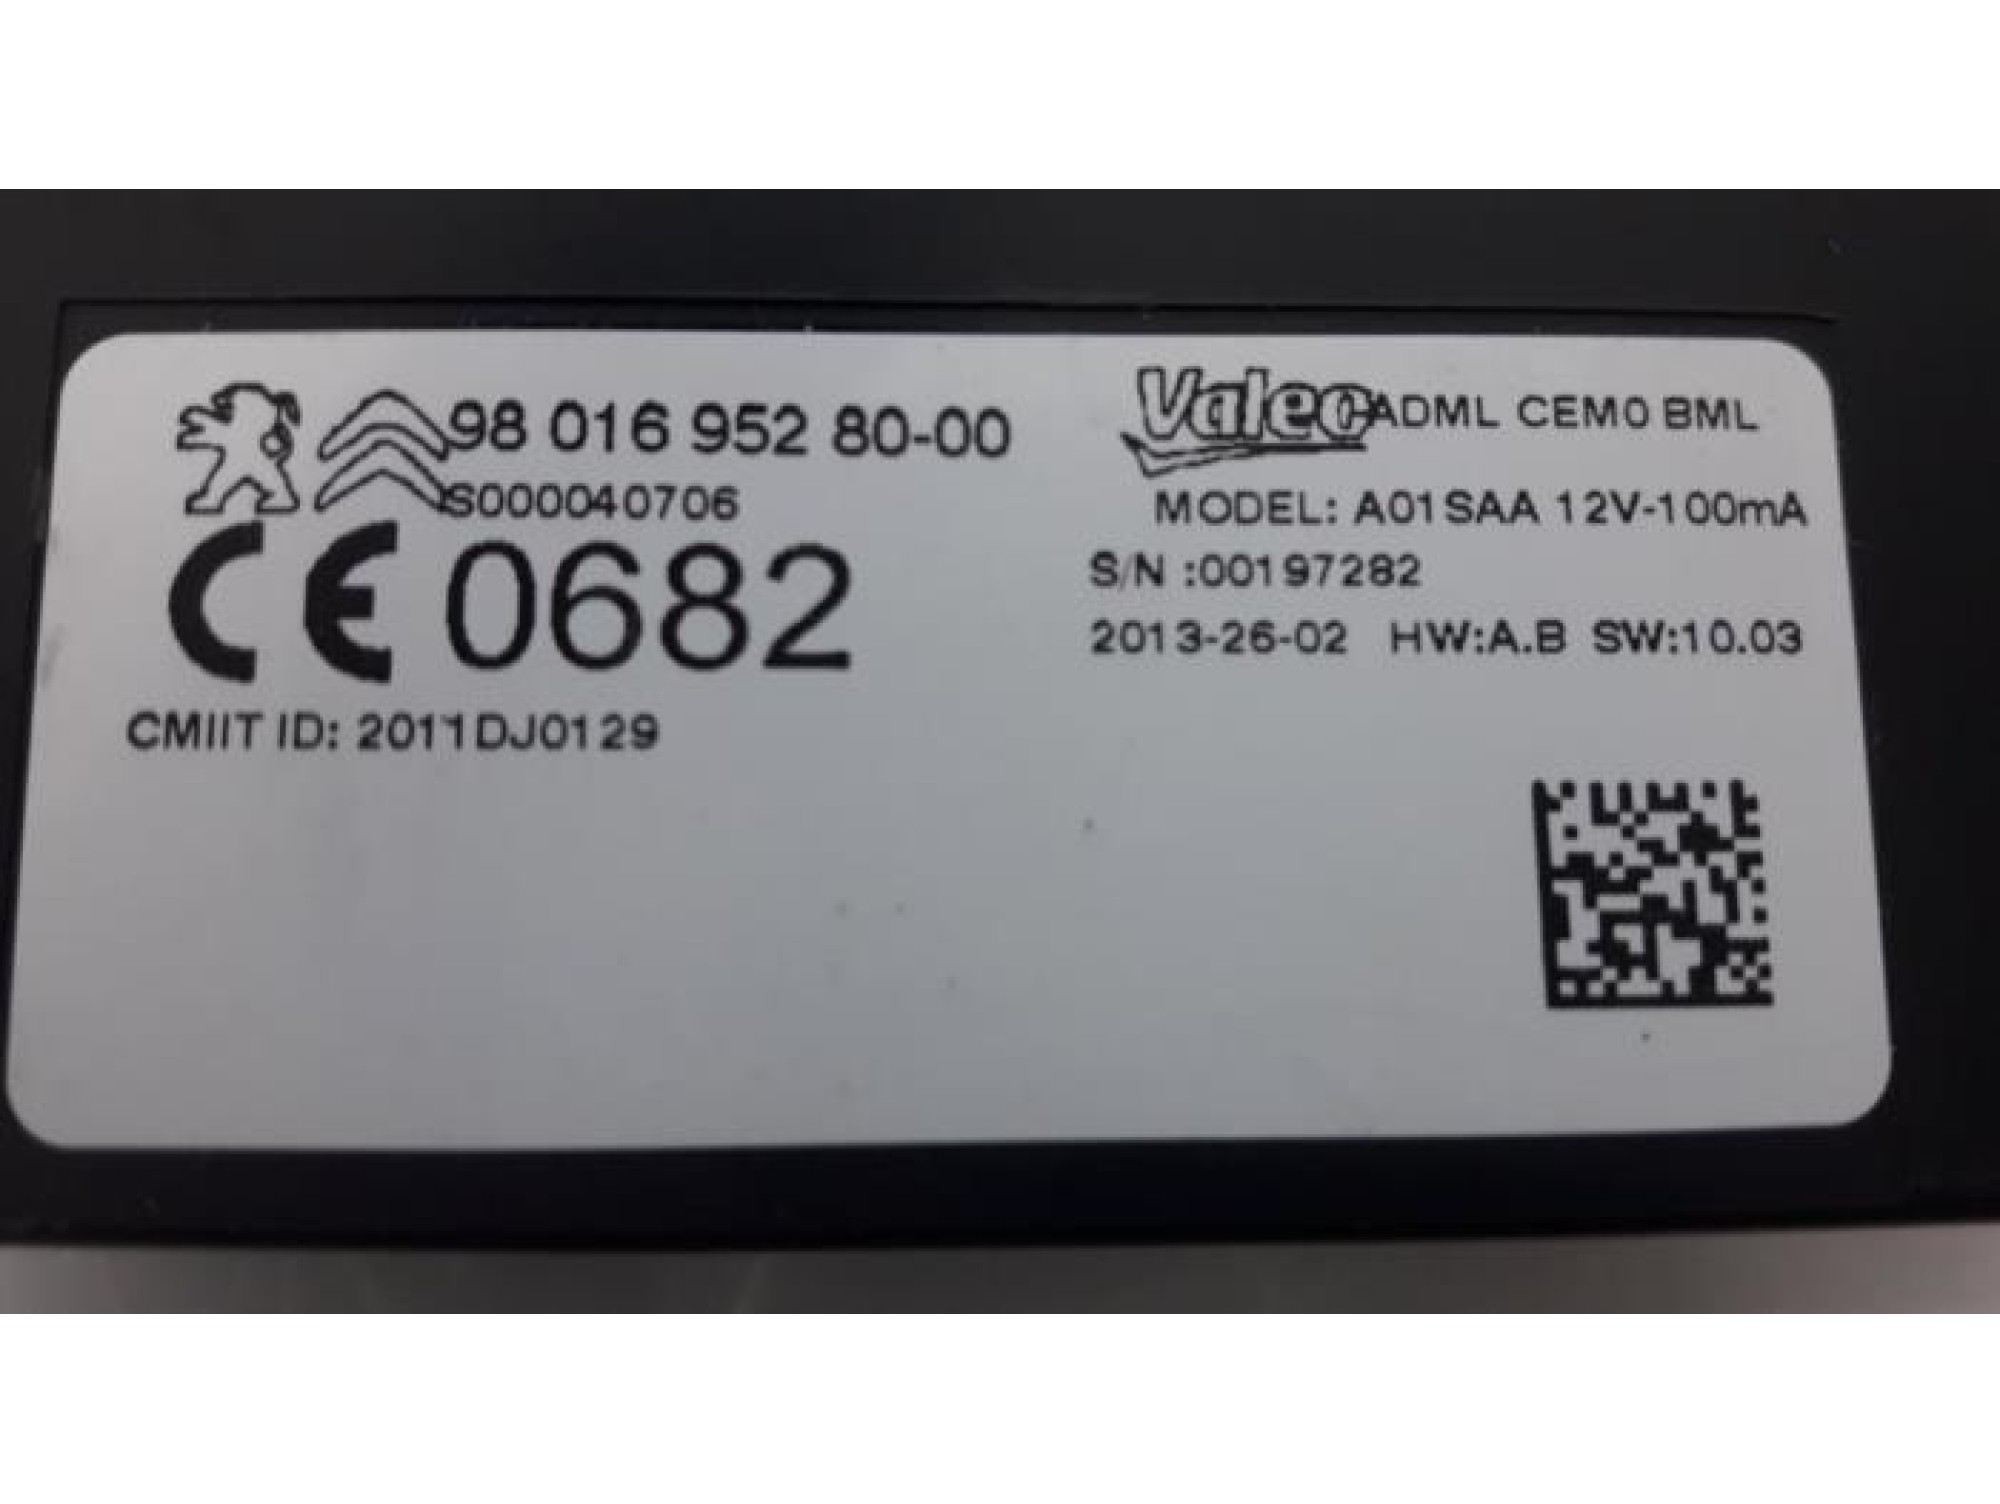 98 016 952 80-00
S000040706
CE 0682
CMIIT ID: 2011DJ0129
Valeo ADML CEM0 BML
MODEL: A01SAA 12V-100mA
S/N :00197282
2013-26-02 HW:A.B SW:10.03